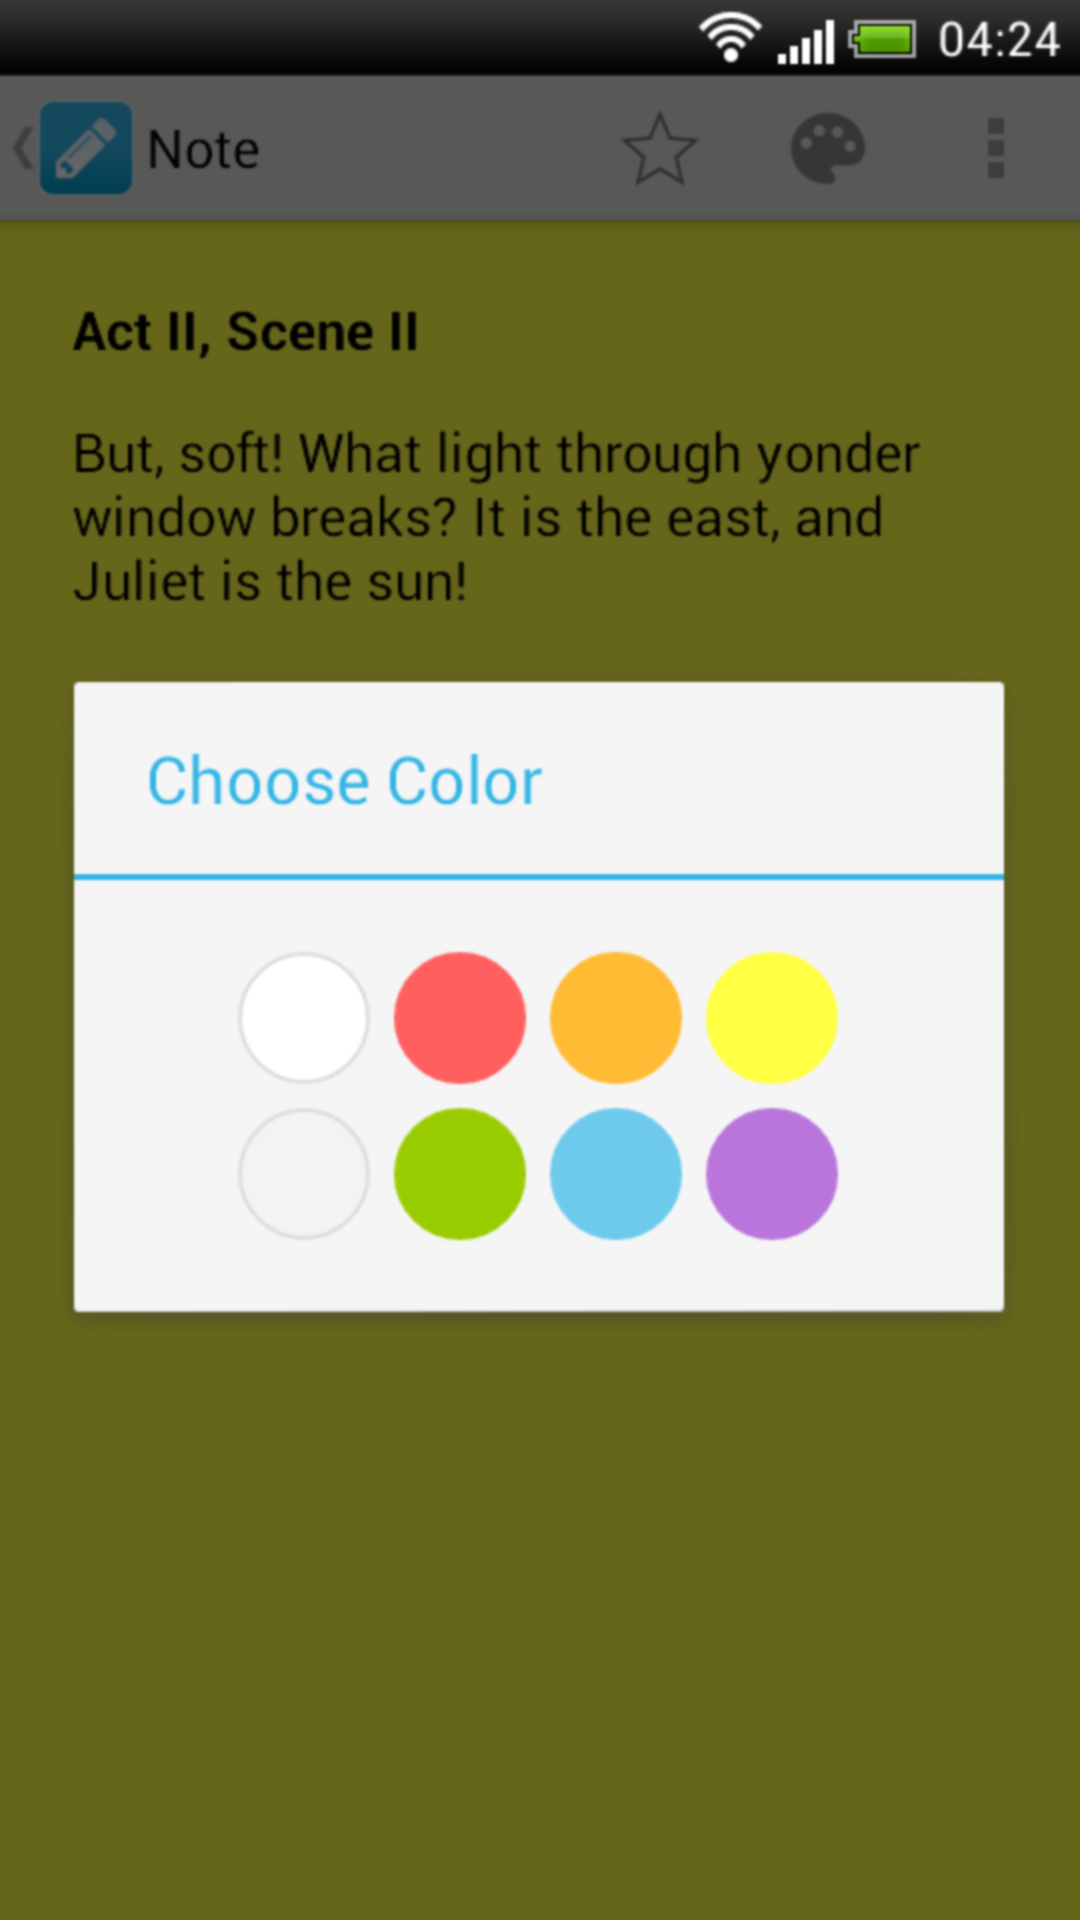 04:24
Note
Act II, Scene II
But, soft! What light through yonder
window breaks? It is the east, and
Juliet is the sun!
Choose Color